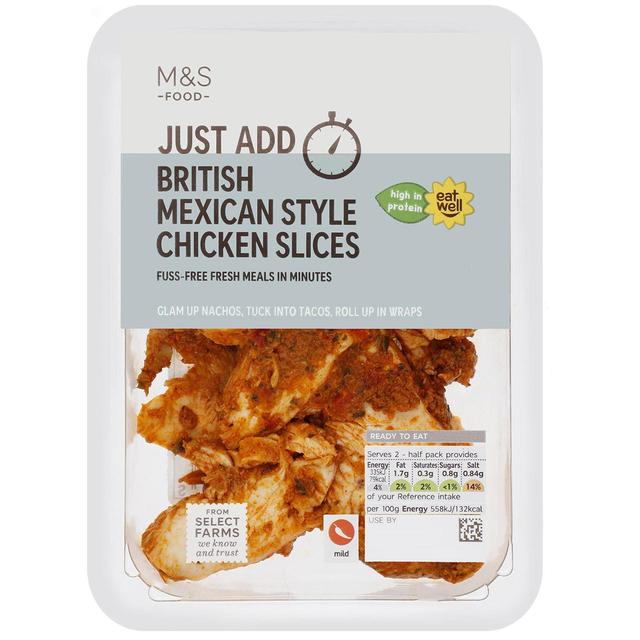 M&S
-FOOD-
JUST ADD
BRITISH
MEXICAN STYLE
CHICKEN SLICES
FUSS-FREE FRESH MEALS IN MINUTES
high in
protein
eat
well
GLAM UP NACHOS, TUCK INTO TACOS, ROLL UP IN WRAPS
READY TO EAT
Serves 2 - half pack provides
Energy Fat Saturates Sugars Salt
335kJ 1.7g 0.3g 0.8g 0.84g
79kcal
4% 2% 2% <1% 14%
of your Reference intake
per 100g Energy 558kJ/132kcal
USE BY
FROM
SELECT
FARMS
we know
and trust
mild